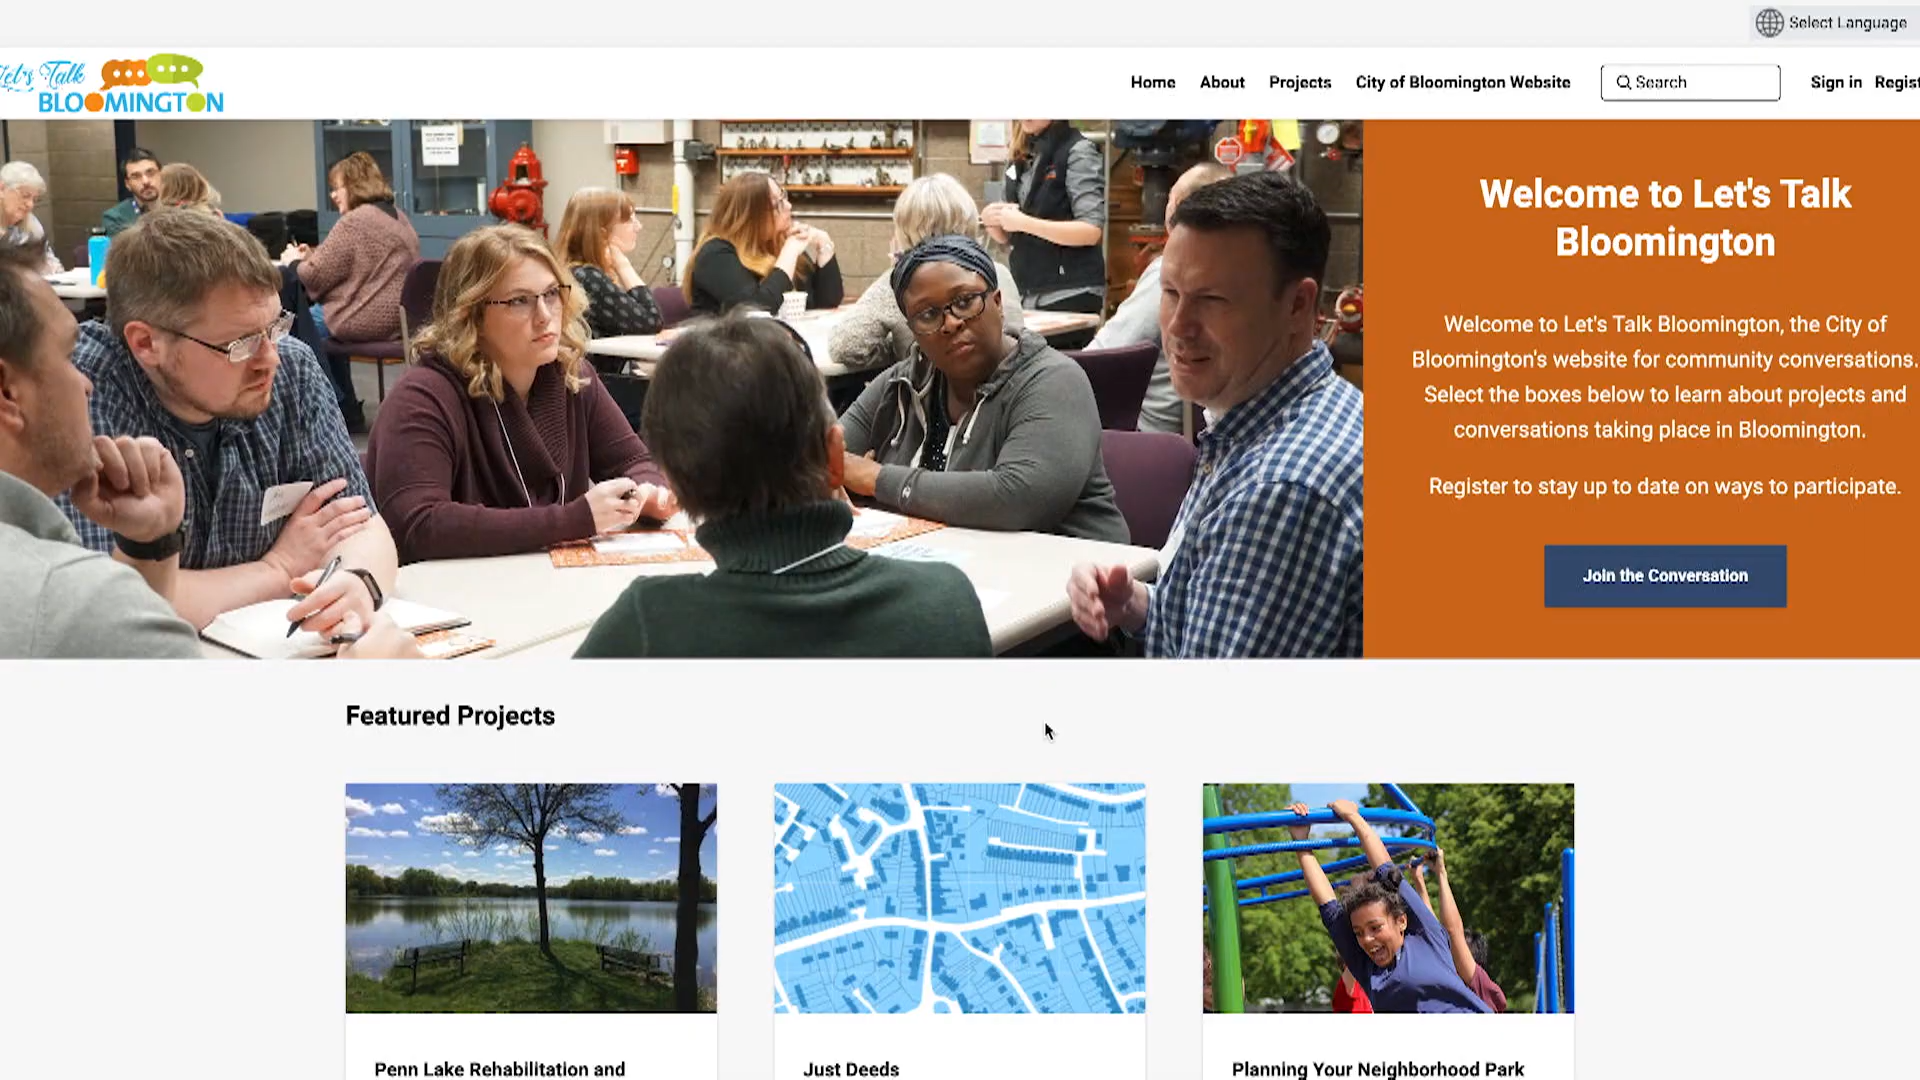 Select Language
Let's Talk
BLOOMINGTON
Home About Projects City of Bloomington Website Search Sign in Regist
Welcome to Let's Talk
Bloomington
Welcome to Let's Talk Bloomington, the City of
Bloomington's website for community conversations.
Select the boxes below to learn about projects and
conversations taking place in Bloomington.
Register to stay up to date on ways to participate.
Join the Conversation
Featured Projects
Penn Lake Rehabilitation and
Just Deeds
Planning Your Neighborhood Park